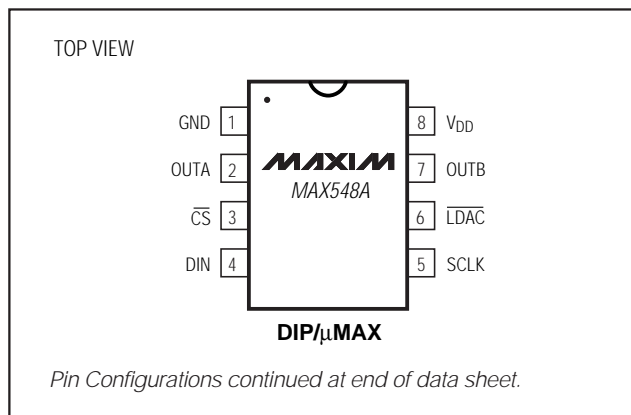 TOP VIEW
GND 1
8 VDD
OUTA 2
MAXIM
7 OUTB
MAX548A
CS 3
6 LDAC
DIN 4
5 SCLK
DIP/μMAX
Pin Configurations continued at end of data sheet.